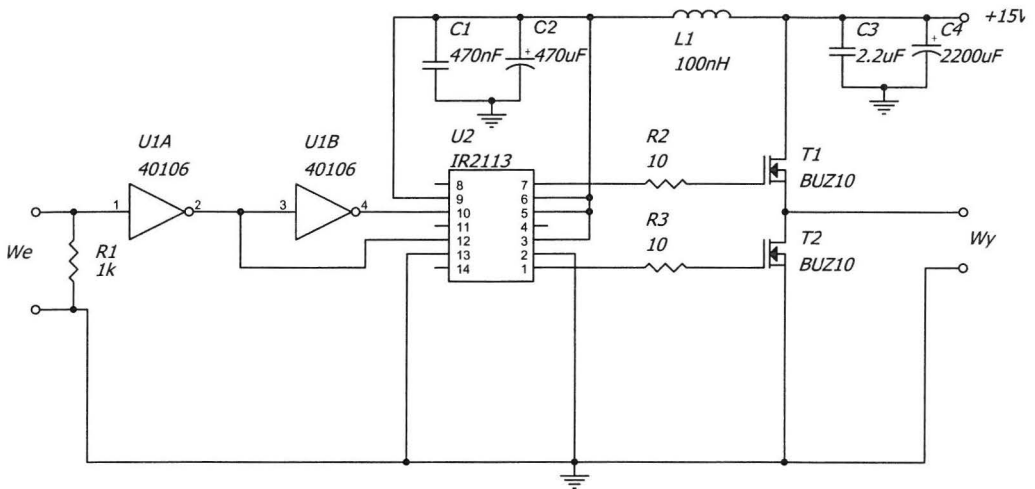 C1
470nF
C2
470uF
L1
100nH
+15V
C3
2.2uF
C4
2200uF
U1A
40106
U1B
40106
U2
IR2113
R2
10
T1
BUZ10
R3
10
T2
BUZ10
We
R1
1k
Wy
1
2
3
4
8
9
10
11
12
13
14
7
6
5
4
3
2
1
+
+